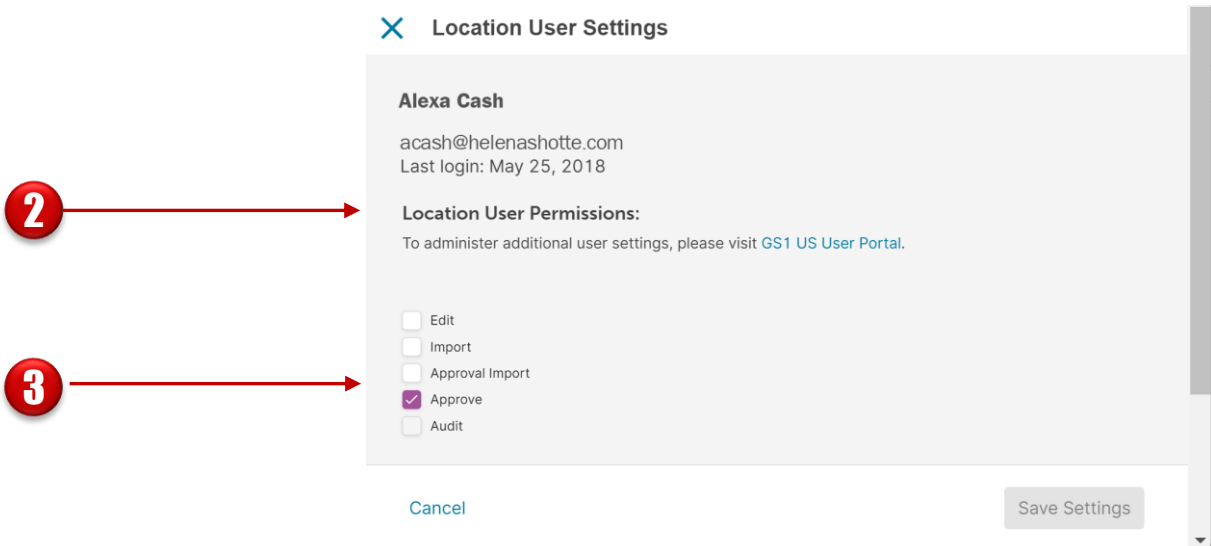 Location User Settings
Alexa Cash
acash@helenashotte.com
Last login: May 25, 2018
2
Location User Permissions:
To administer additional user settings, please visit GS1 US User Portal.
Edit
Import
Approval Import
3
Approve
Audit
Cancel
Save Settings